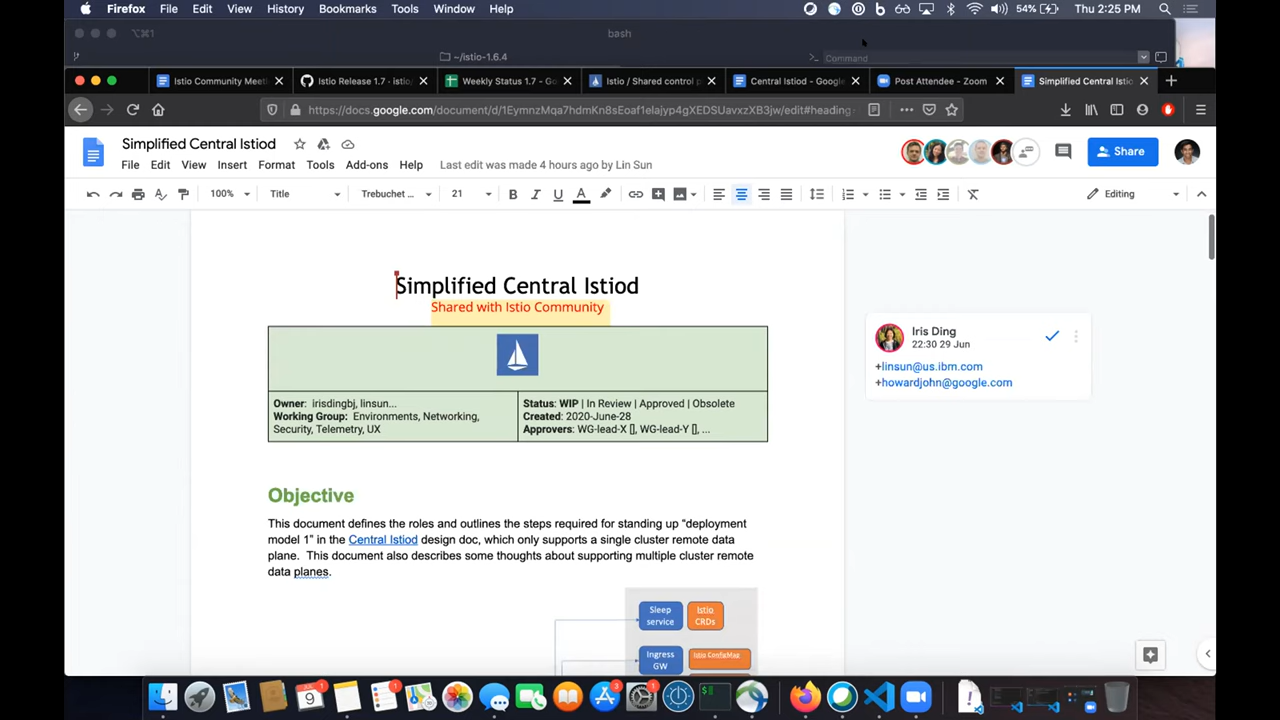 Firefox File Edit View History Bookmarks Tools Window Help 54% Thu 2:25 PM
⌥⌘1 bash
~/istio-1.6.4 Command
Istio Community Meeti Istio Release 1.7 · istio/ Weekly Status 1.7 - Go Istio / Shared control p Central Istiod - Google Post Attendee - Zoom Simplified Central Istio
Simplified Central Istiod
File Edit View Insert Format Tools Add-ons Help Last edit was made 4 hours ago by Lin Sun
Share
100% Title Trebuchet ... 21 B I U A Editing
Simplified Central Istiod
Shared with Istio Community
Owner: irisdingbj, linsun...
Working Group: Environments, Networking,
Security, Telemetry, UX
Status: WIP | In Review | Approved | Obsolete
Created: 2020-June-28
Approvers: WG-lead-X [], WG-lead-Y [], ...
Iris Ding
22:30 29 Jun
+linsun@us.ibm.com
+howardjohn@google.com
Objective
This document defines the roles and outlines the steps required for standing up “deployment
model 1” in the Central Istiod design doc, which only supports a single cluster remote data
plane. This document also describes some thoughts about supporting multiple cluster remote
data planes.
Sleep
service
Istio
CRDs
Ingress
GW
Istio ConfigMap